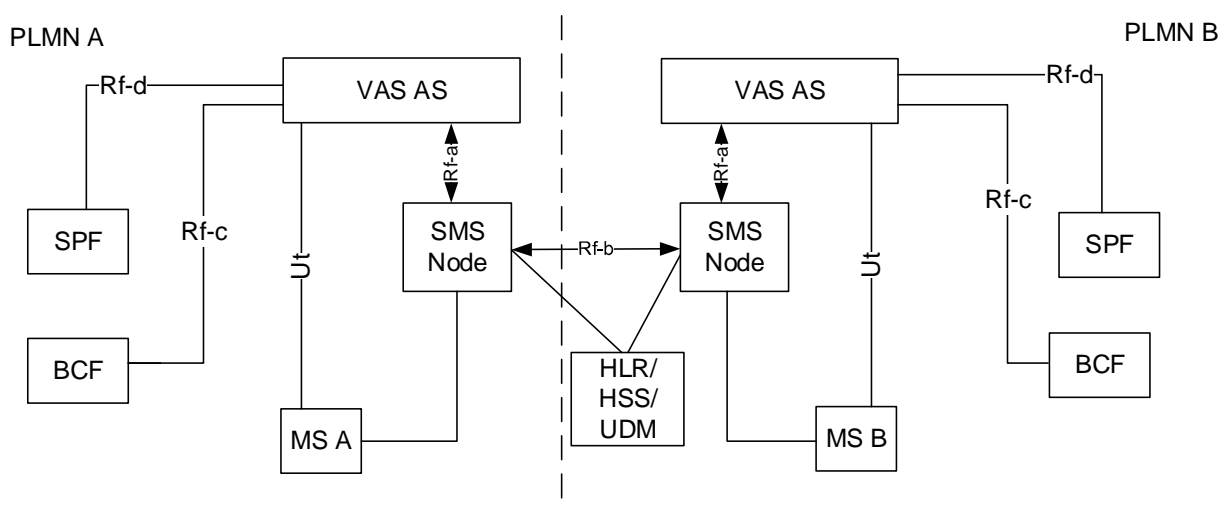 PLMN A
PLMN B
VAS AS
VAS AS
Rf-d
Rf-d
Rf-a
Rf-a
SPF
Rf-c
Ut
SMS
Node
Rf-b
SMS
Node
Ut
Rf-c
SPF
BCF
HLR/
HSS/
UDM
BCF
MS A
MS B